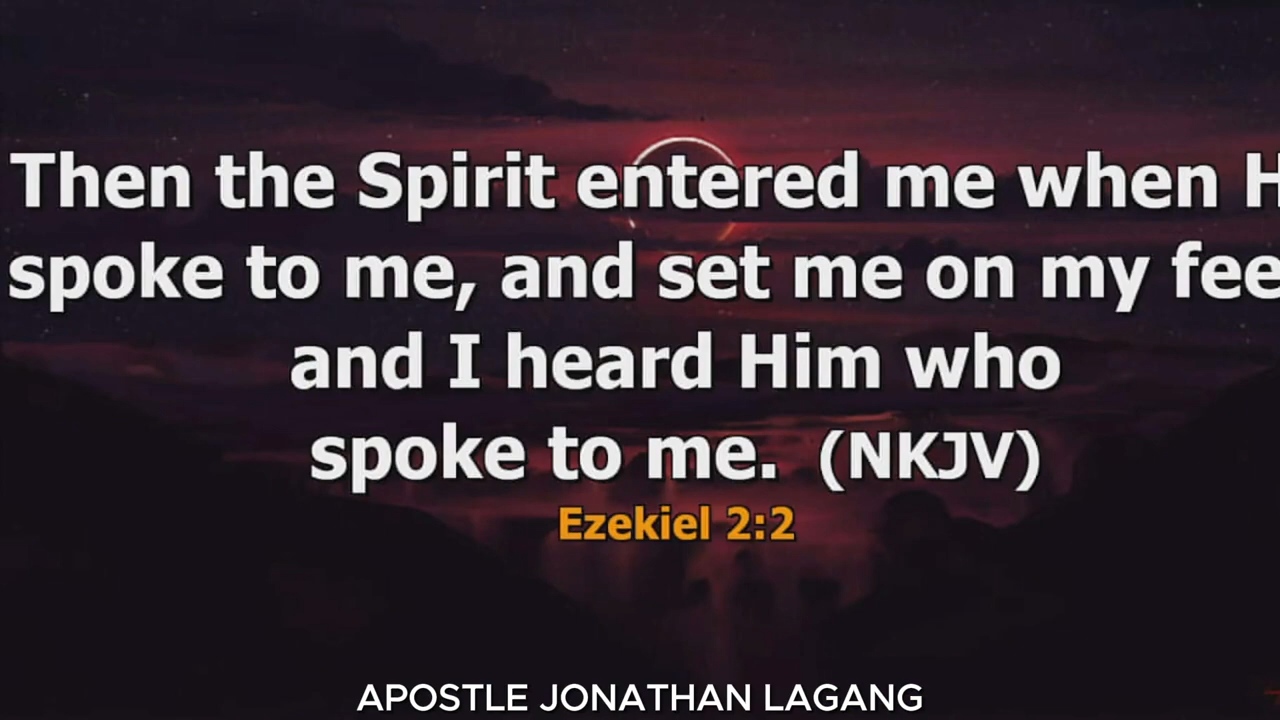 Then the Spirit entered me when H
spoke to me, and set me on my fee
and I heard Him who
spoke to me. (NKJV)
Ezekiel 2:2
APOSTLE JONATHAN LAGANG